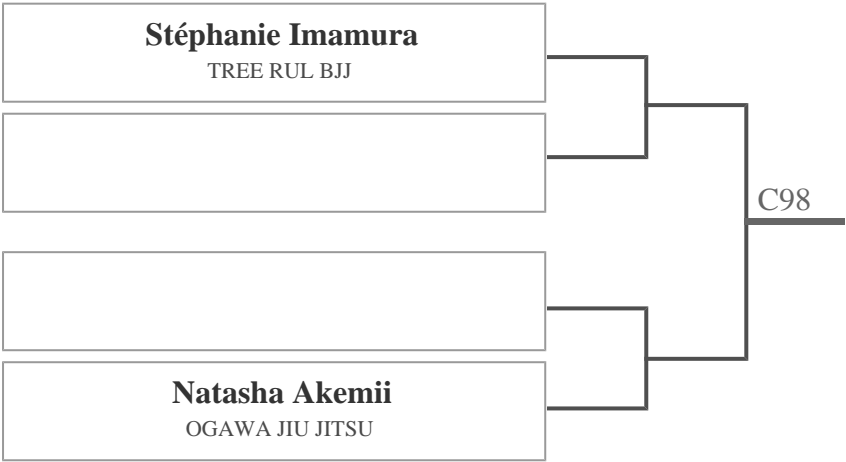 Stéphanie Imamura
TREE RUL BJJ
C98
Natasha Akemii
OGAWA JIU JITSU